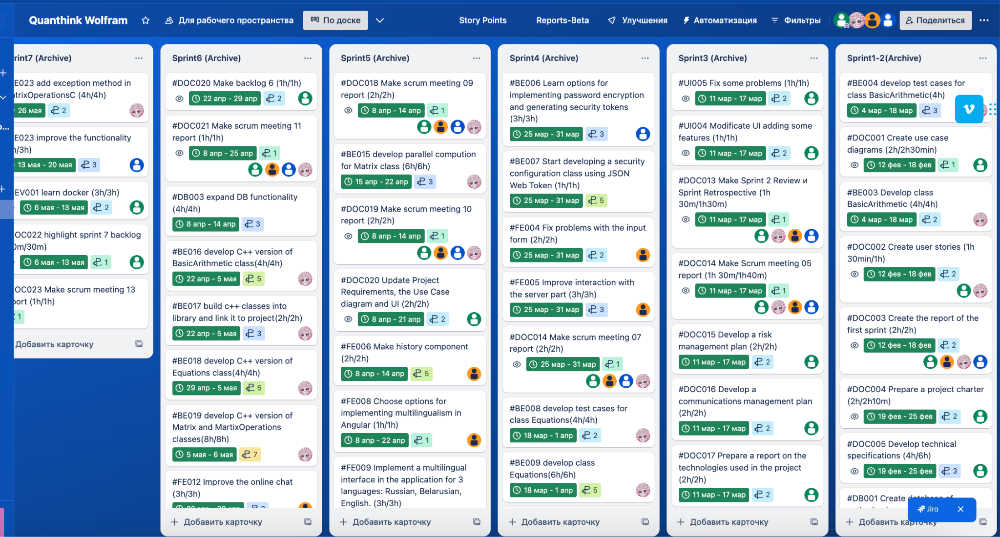 Quanthink Wolfram
Для рабочего пространства
По доске
Story Points
Reports-Beta
Улучшения
Автоматизация
Фильтры
Поделиться
rint7 (Archive)
E023 add exception method in
atrixOperationsC (4h/4h)
26 мая
2
E023 improve the functionality
h/3h)
13 мая - 20 мая
3
EV001 learn docker (3h/3h)
6 мая - 13 мая
2
OC022 highlight sprint 7 backlog
0m/30m)
6 мая - 13 мая
1
OC023 Make scrum meeting 13
port (1h/1h)
1
Добавить карточку
Sprint6 (Archive)
#DOC020 Make backlog 6 (1h/1h)
22 апр - 29 апр
2
#DOC021 Make scrum meeting 11
report (1h/1h)
8 апр - 25 апр
1
#DB003 expand DB functionality
(4h/4h)
8 апр - 14 апр
3
#BE016 develop C++ version of
BasicArithmetic class(4h/4h)
22 апр - 5 мая
5
#BE017 build c++ classes into
library and link it to project(2h/2h)
22 апр - 5 мая
3
#BE018 develop C++ version of
Equations class(4h/4h)
29 апр - 5 мая
5
#BE019 develop C++ version of
Matrix and MartixOperations
classes(8h/8h)
5 мая - 6 мая
7
#FE012 Improve the online chat
(3h/3h)
Добавить карточку
Sprint5 (Archive)
#DOC018 Make scrum meeting 09
report (2h/2h)
8 апр - 14 апр
1
#BE015 develop parallel compution
for Matrix class (6h/6h)
15 апр - 22 апр
3
#DOC019 Make scrum meeting 10
report (2h/2h)
8 апр - 14 апр
1
#DOC020 Update Project
Requirements, the Use Case
diagram and UI (2h/2h)
8 апр - 21 апр
2
#FE006 Make history component
(2h/2h)
8 апр - 14 апр
5
#FE008 Choose options for
implementing multilingualism in
Angular (1h/1h)
8 апр - 22 апр
1
#FE009 Implement a multilingual
interface in the application for 3
languages: Russian, Belarusian,
English. (3h/3h)
Добавить карточку
Sprint4 (Archive)
#BE006 Learn options for
implementing password encryption
and generating security tokens
(3h/3h)
25 мар - 31 мар
3
#BE007 Start developing a security
configuration class using JSON
Web Token (1h/1h)
25 мар - 31 мар
5
#FE004 Fix problems with the input
form (2h/2h)
25 мар - 31 мар
2
#FE005 Improve interaction with
the server part (3h/3h)
25 мар - 31 мар
3
#DOC014 Make scrum meeting 07
report (2h/2h)
25 мар - 31 мар
1
#BE008 develop test cases for
class Equations(4h/4h)
18 мар - 1 апр
2
#BE009 develop class
Equations(6h/6h)
18 мар - 1 апр
5
Добавить карточку
Sprint3 (Archive)
#UI005 Fix some problems (1h/1h)
11 мар - 17 мар
2
#UI004 Modificate UI adding some
features (1h/1h)
11 мар - 17 мар
2
#DOC013 Make Sprint 2 Review и
Sprint Retrospective (1h
30m/1h30m)
11 мар - 17 мар
1
#DOC014 Make Scrum meeting 05
report (1h 30m/1h40m)
11 мар - 17 мар
1
#DOC015 Develop a risk
management plan (2h/2h)
11 мар - 17 мар
2
#DOC016 Develop a
communications management plan
(2h/2h)
11 мар - 17 мар
2
#DOC017 Prepare a report on the
technologies used in the project
(2h/2h)
11 мар - 17 мар
2
Добавить карточку
Sprint1-2(Archive)
#BE004 develop test cases for
class BasicArithmetic(4h)
4 мар - 18 мар
3
#DOC001 Create use case
diagrams (2h/2h30min)
12 фев - 18 фев
1
#BE003 Develop class
BasicArithmetic (4h/4h)
4 мар - 18 мар
2
#DOC002 Create user stories (1h
30min/1h)
12 фев - 18 фев
2
#DOC003 Create the report of the
first sprint (2h/2h)
12 фев - 18 фев
2
#DOC004 Prepare a project charter
(2h/2h10m)
19 фев - 25 фев
2
#DOC005 Develop technical
specifications (4h/6h)
19 фев - 25 фев
3
#DB001 Create database of
Добавить карточку
Jira